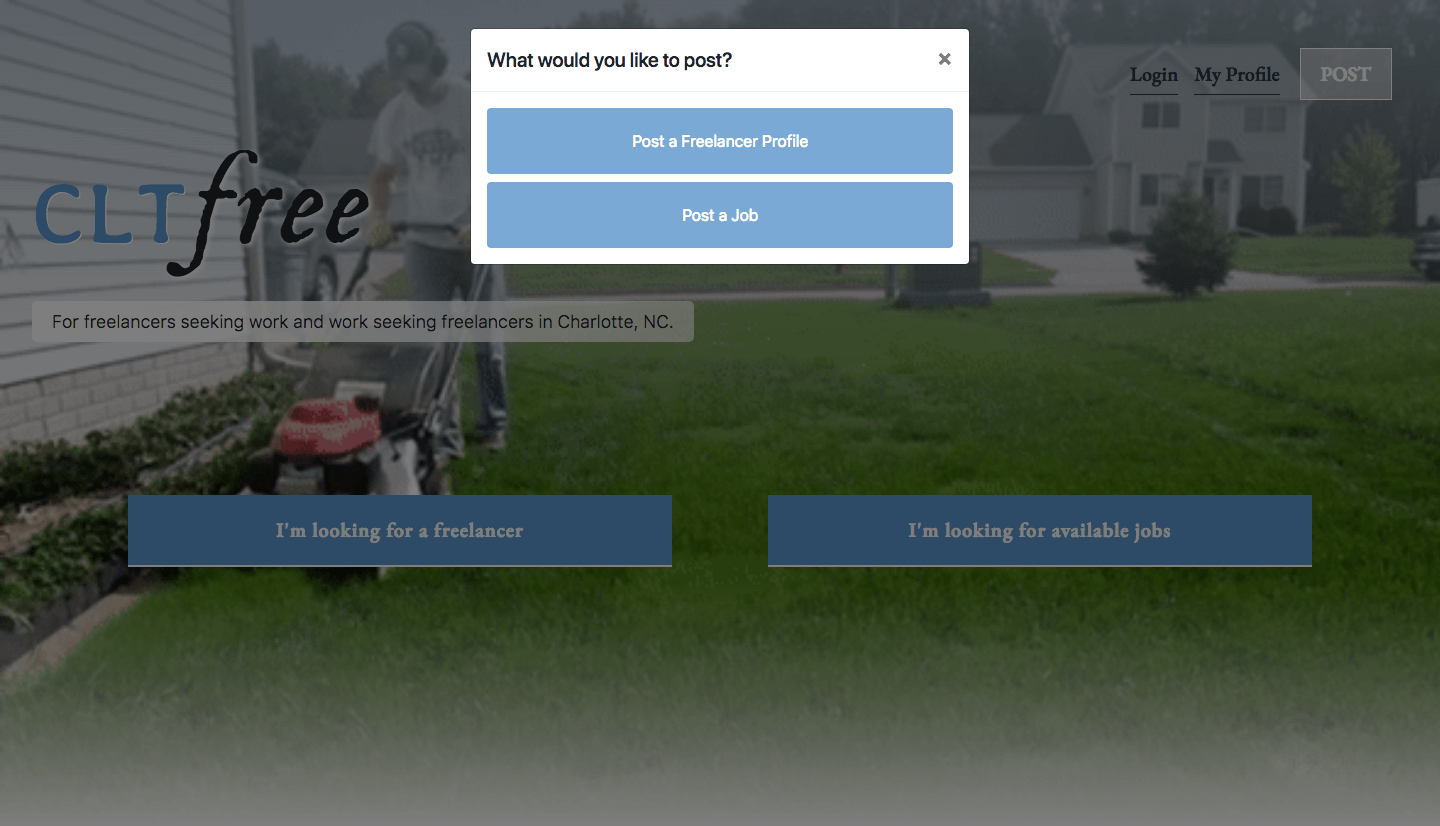 What would you like to post?
×
Post a Freelancer Profile
Post a Job
Login My Profile POST
CLTfree
For freelancers seeking work and work seeking freelancers in Charlotte, NC.
I'm looking for a freelancer
I'm looking for available jobs